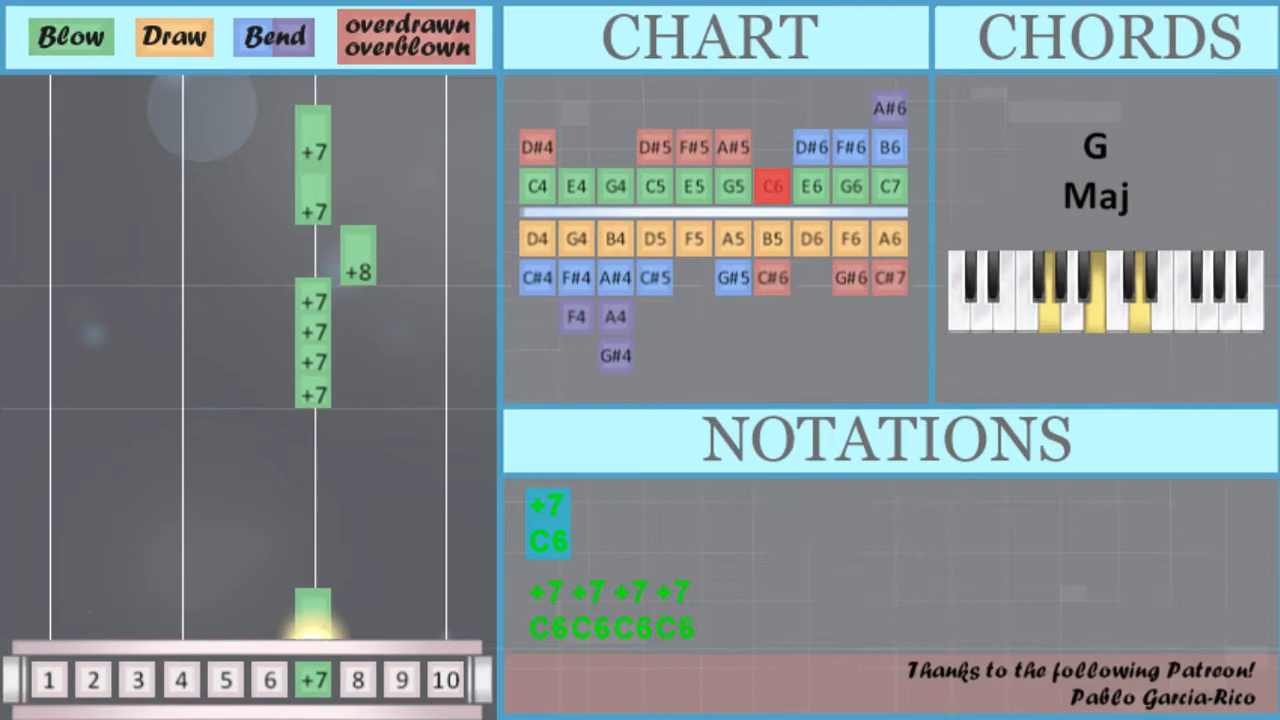 Blow Draw Bend overdrawn
overblown
CHART
CHORDS
+7
+7
+8
+7
+7
+7
+7
1 2 3 4 5 6 +7 8 9 10
A#6
D#4 D#5 F#5 A#5 D#6 F#6 B6
C4 E4 G4 C5 E5 G5 C6 E6 G6 C7
D4 G4 B4 D5 F5 A5 B5 D6 F6 A6
C#4 F#4 A#4 C#5 G#5 C#6 G#6 C#7
F4 A4
G#4
G
Maj
NOTATIONS
+7
C6
+7 +7 +7 +7
C6 C6 C6 C6
Thanks to the following Patreon!
Pablo Garcia-Rico